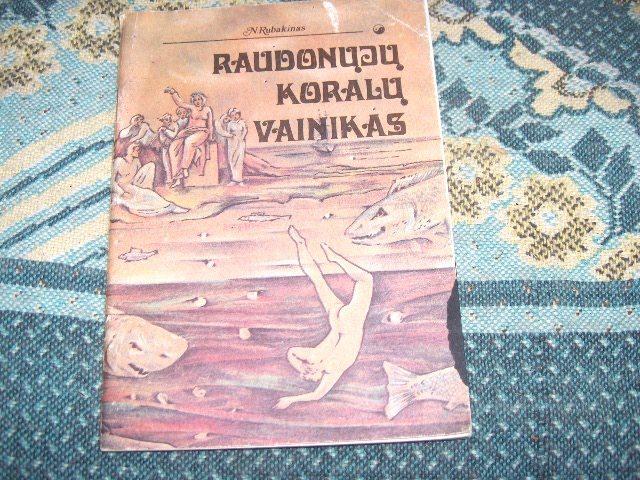 N Rubakinas
RAUDONŲJŲ
KORALŲ
VAINIKAS